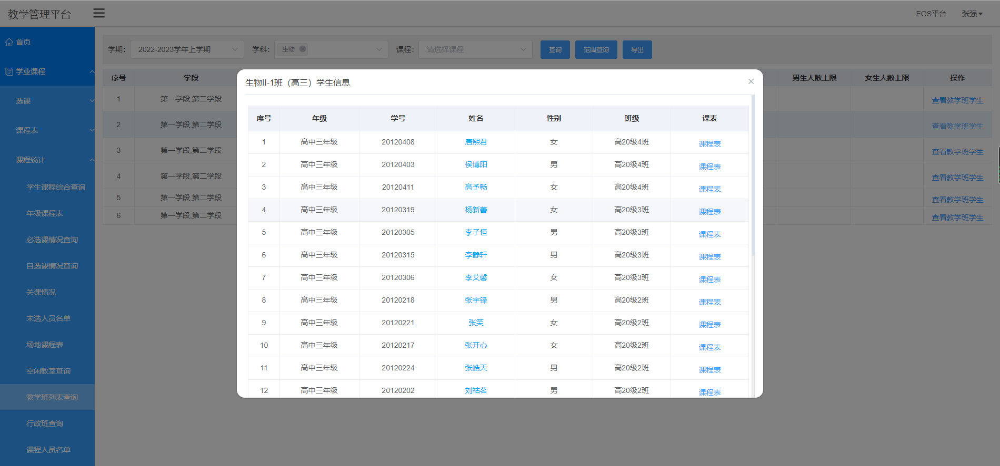 教学管理平台
EOS平台 张强
首页
学业课程
选课
课程表
课程统计
学生课程综合查询
年级课程表
必选课情况查询
自选课情况查询
关课情况
未选人员名单
场地课程表
空闲教室查询
教学班列表查询
行政班查询
课程人员名单
学期: 2022-2023学年上学期 学科: 生物 课程: 请选择课程 查询 范围查询 导出
序号 学段 男生人数上限 女生人数上限 操作
1 第一学段,第二学段 查看教学班学生
2 第一学段,第二学段 查看教学班学生
3 第一学段,第二学段 查看教学班学生
4 第一学段,第二学段 查看教学班学生
5 第一学段,第二学段 查看教学班学生
6 第一学段,第二学段 查看教学班学生
生物II-1班（高三）学生信息
序号 年级 学号 姓名 性别 班级 课表
1 高中三年级 20120408 唐熙君 女 高20级4班 课程表
2 高中三年级 20120403 侯博阳 男 高20级4班 课程表
3 高中三年级 20120411 高予畅 女 高20级4班 课程表
4 高中三年级 20120319 杨新蕾 女 高20级3班 课程表
5 高中三年级 20120305 李子恒 男 高20级3班 课程表
6 高中三年级 20120315 李静轩 男 高20级3班 课程表
7 高中三年级 20120306 李艾馨 女 高20级3班 课程表
8 高中三年级 20120218 张宇锋 男 高20级2班 课程表
9 高中三年级 20120221 张笑 女 高20级2班 课程表
10 高中三年级 20120217 张开心 女 高20级2班 课程表
11 高中三年级 20120224 张皓天 男 高20级2班 课程表
12 高中三年级 20120202 刘祜茗 男 高20级2班 课程表